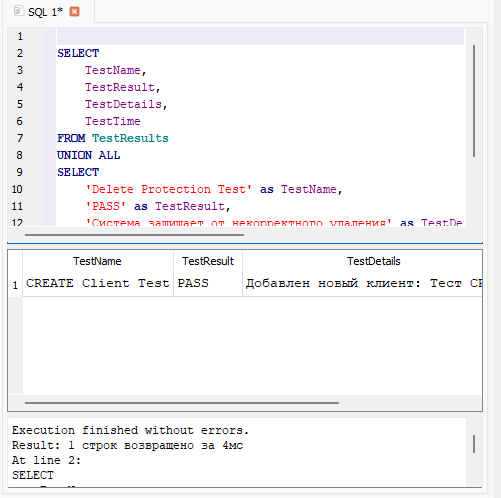 SQL 1*
1
2 SELECT
3 TestName,
4 TestResult,
5 TestDetails,
6 TestTime
7 FROM TestResults
8 UNION ALL
9 SELECT
10 'Delete Protection Test' as TestName,
11 'PASS' as TestResult,
12 'Система защищает от некорректного удаления' as TestDe
TestName TestResult TestDetails
1 CREATE Client Test PASS Добавлен новый клиент: Тест СР
Execution finished without errors.
Result: 1 строк возвращено за 4мс
At line 2:
SELECT